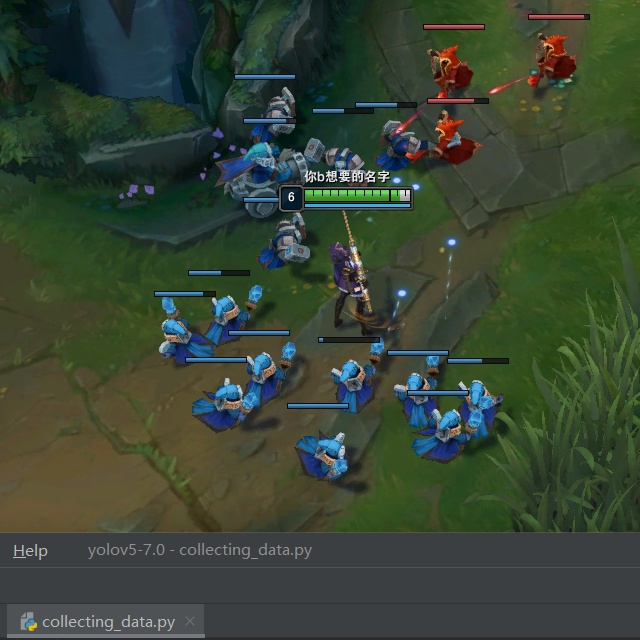 你b想要的名字
6
Help
yolov5-7.0 - collecting_data.py
collecting_data.py